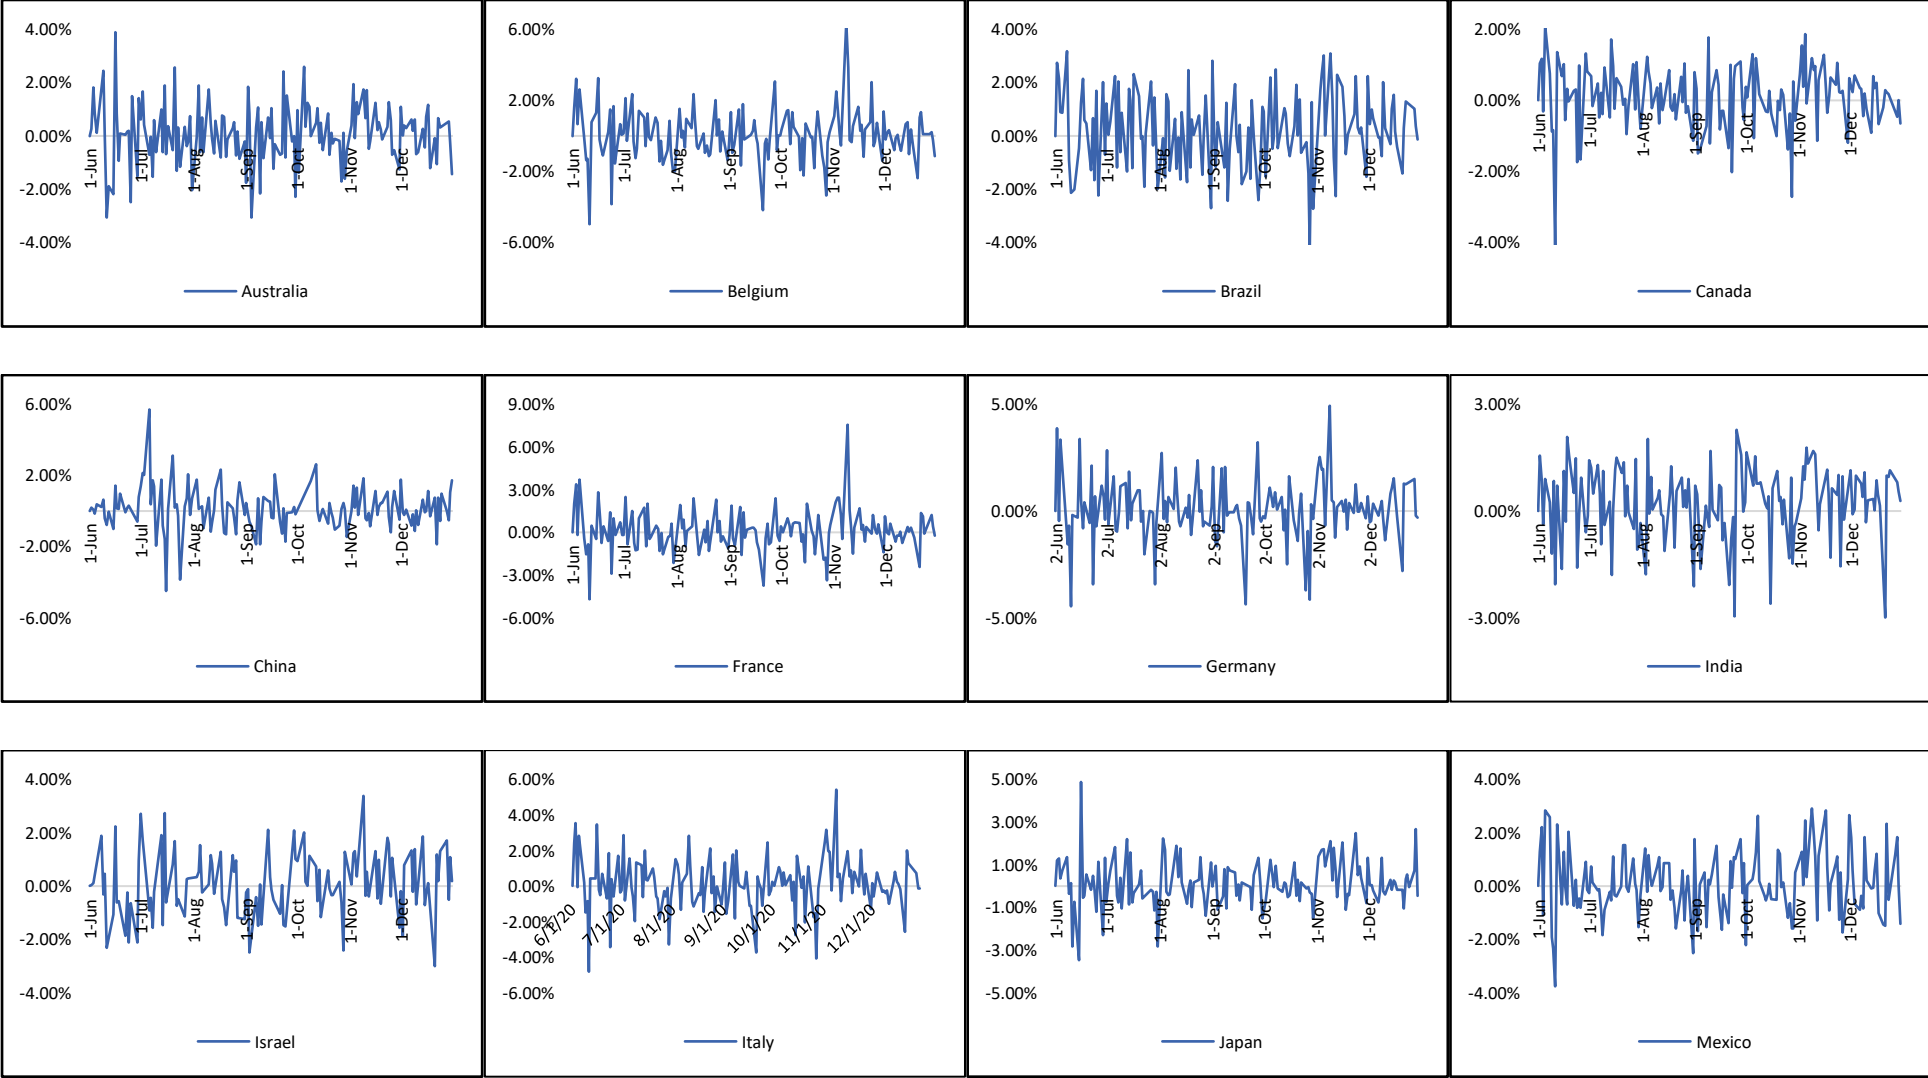 4.00%
2.00%
0.00%
-2.00%
-4.00%
1-Jun
1-Jul
1-Aug
1-Sep
1-Oct
1-Nov
1-Dec
Australia
6.00%
2.00%
-2.00%
-6.00%
1-Jun
1-Jul
1-Aug
1-Sep
1-Oct
1-Nov
1-Dec
Belgium
4.00%
2.00%
0.00%
-2.00%
-4.00%
1-Jun
1-Jul
1-Aug
1-Sep
1-Oct
1-Nov
1-Dec
Brazil
2.00%
0.00%
-2.00%
-4.00%
1-Jun
1-Jul
1-Aug
1-Sep
1-Oct
1-Nov
1-Dec
Canada
6.00%
2.00%
-2.00%
-6.00%
1-Jun
1-Jul
1-Aug
1-Sep
1-Oct
1-Nov
1-Dec
China
9.00%
6.00%
3.00%
0.00%
-3.00%
-6.00%
1-Jun
1-Jul
1-Aug
1-Sep
1-Oct
1-Nov
1-Dec
France
5.00%
0.00%
-5.00%
2-Jun
2-Jul
2-Aug
2-Sep
2-Oct
2-Nov
2-Dec
Germany
3.00%
0.00%
-3.00%
1-Jun
1-Jul
1-Aug
1-Sep
1-Oct
1-Nov
1-Dec
India
4.00%
2.00%
0.00%
-2.00%
-4.00%
1-Jun
1-Jul
1-Aug
1-Sep
1-Oct
1-Nov
1-Dec
Israel
6.00%
4.00%
2.00%
0.00%
-2.00%
-4.00%
-6.00%
6/1/20
7/1/20
8/1/20
9/1/20
10/1/20
11/1/20
12/1/20
Italy
5.00%
3.00%
1.00%
-1.00%
-3.00%
-5.00%
1-Jun
1-Jul
1-Aug
1-Sep
1-Oct
1-Nov
1-Dec
Japan
4.00%
2.00%
0.00%
-2.00%
-4.00%
1-Jun
1-Jul
1-Aug
1-Sep
1-Oct
1-Nov
1-Dec
Mexico